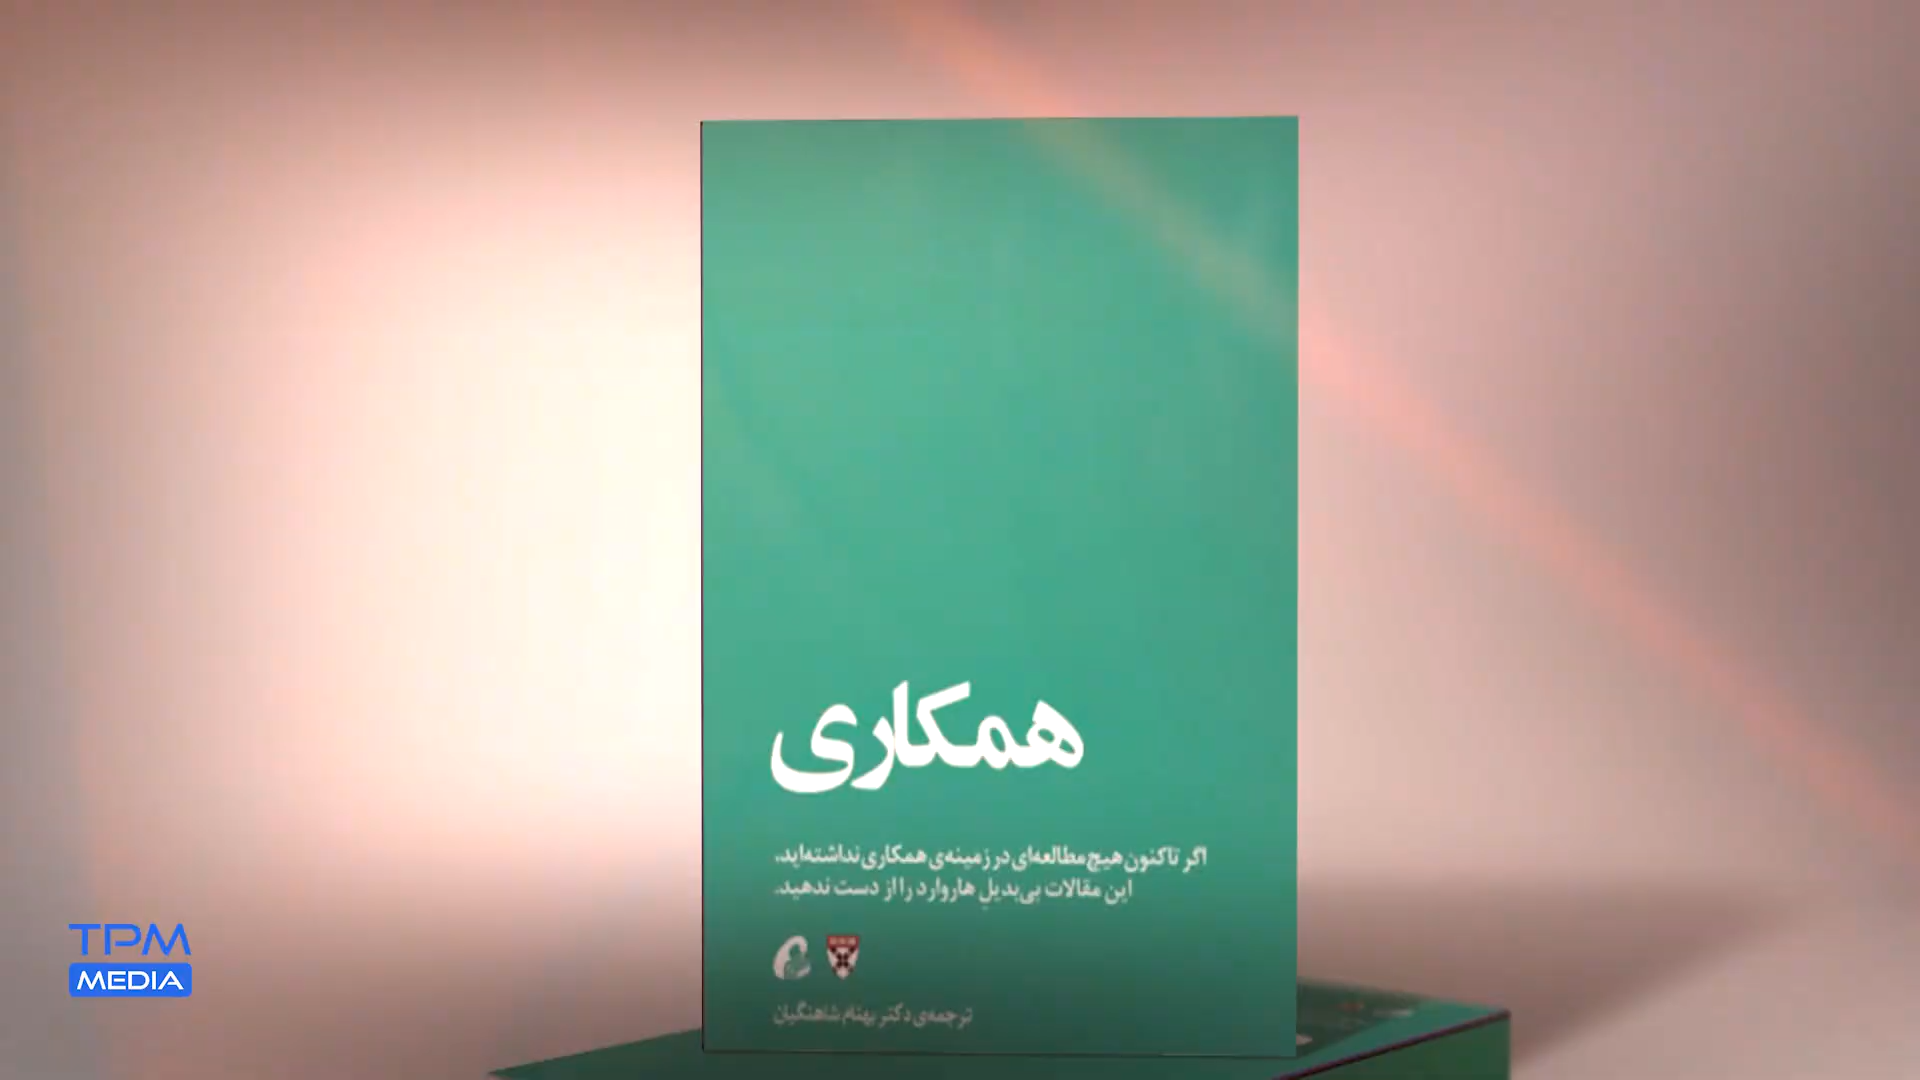 همکاری
اگر تاکنون هیچ مطالعه‌ای در زمینه‌ی همکاری نداشته‌اید،
این مقالات بی‌بدیلِ هاروارد را از دست ندهید.
ترجمه‌ی دکتر بهنام شاهنگیان
TPM
MEDIA